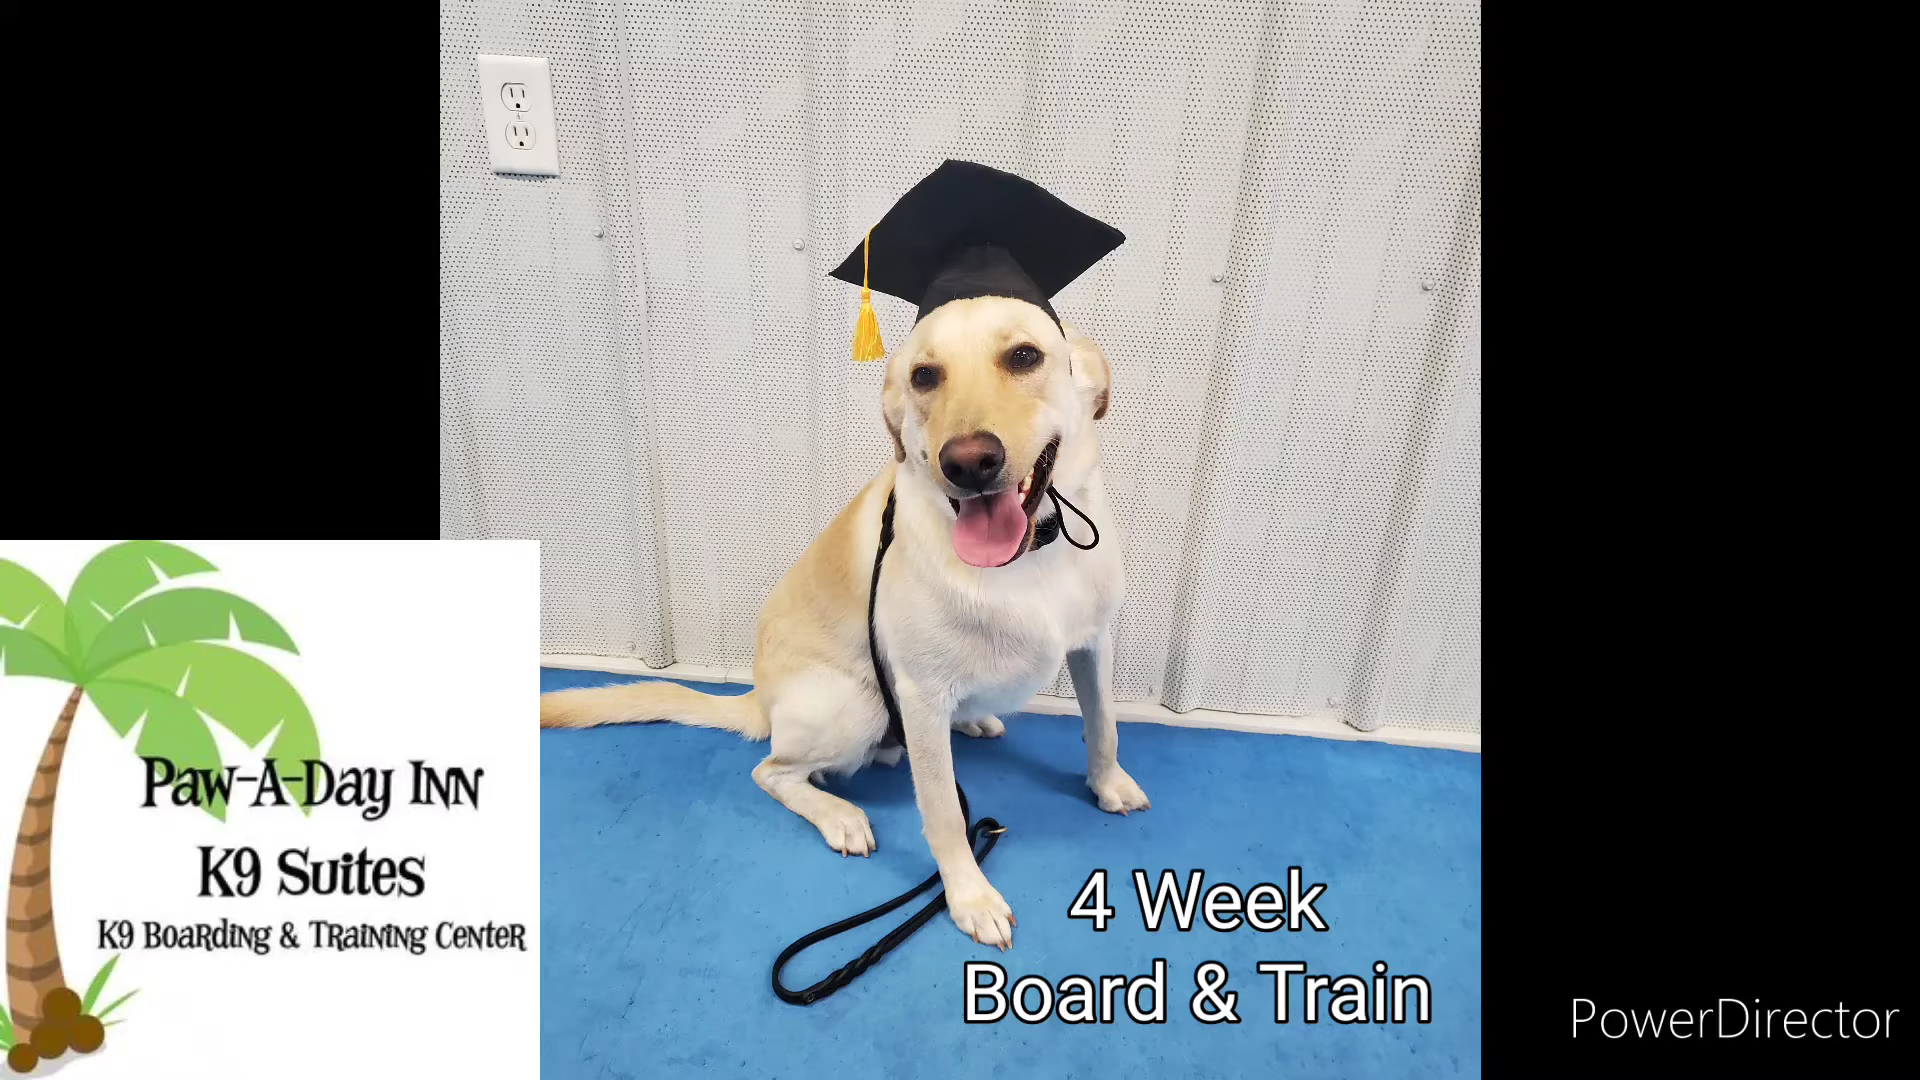 Paw-A-Day Inn
K9 Suites
K9 Boarding & Training Center
4 Week
Board & Train
PowerDirector